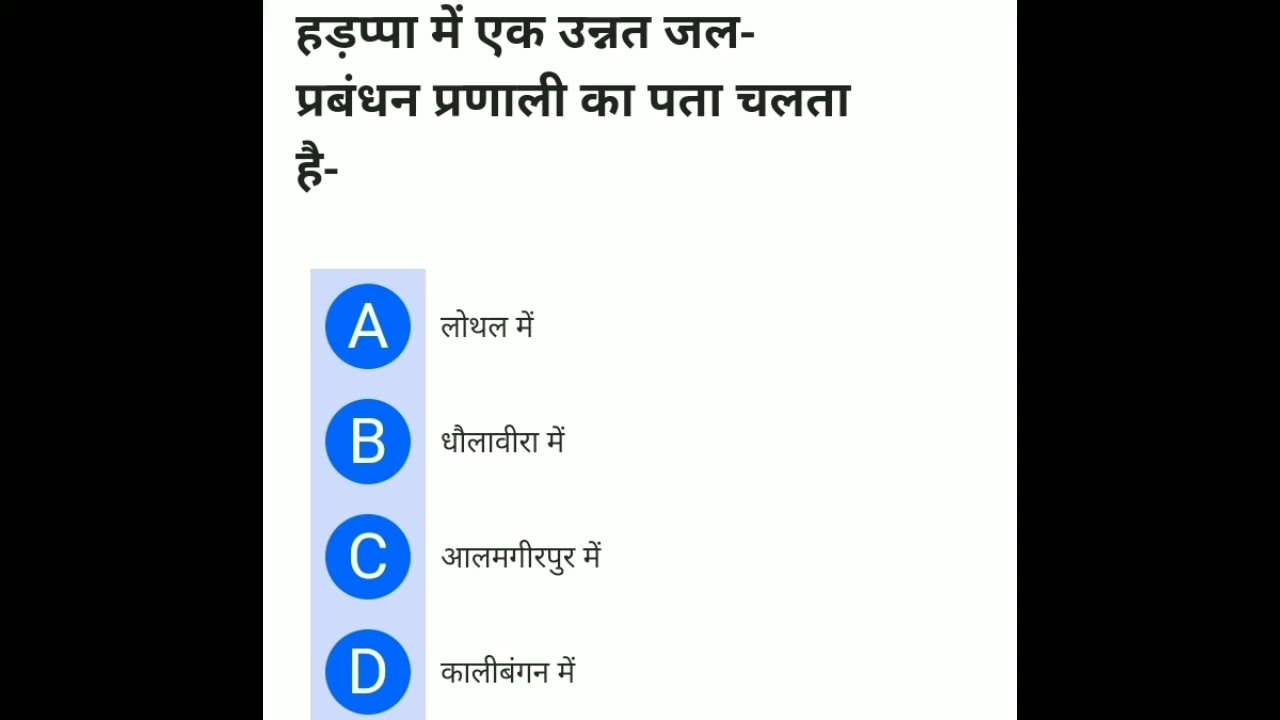 हड़प्पा में एक उन्नत जल-
प्रबंधन प्रणाली का पता चलता
है-
A लोथल में
B धौलावीरा में
C आलमगीरपुर में
D कालीबंगन में